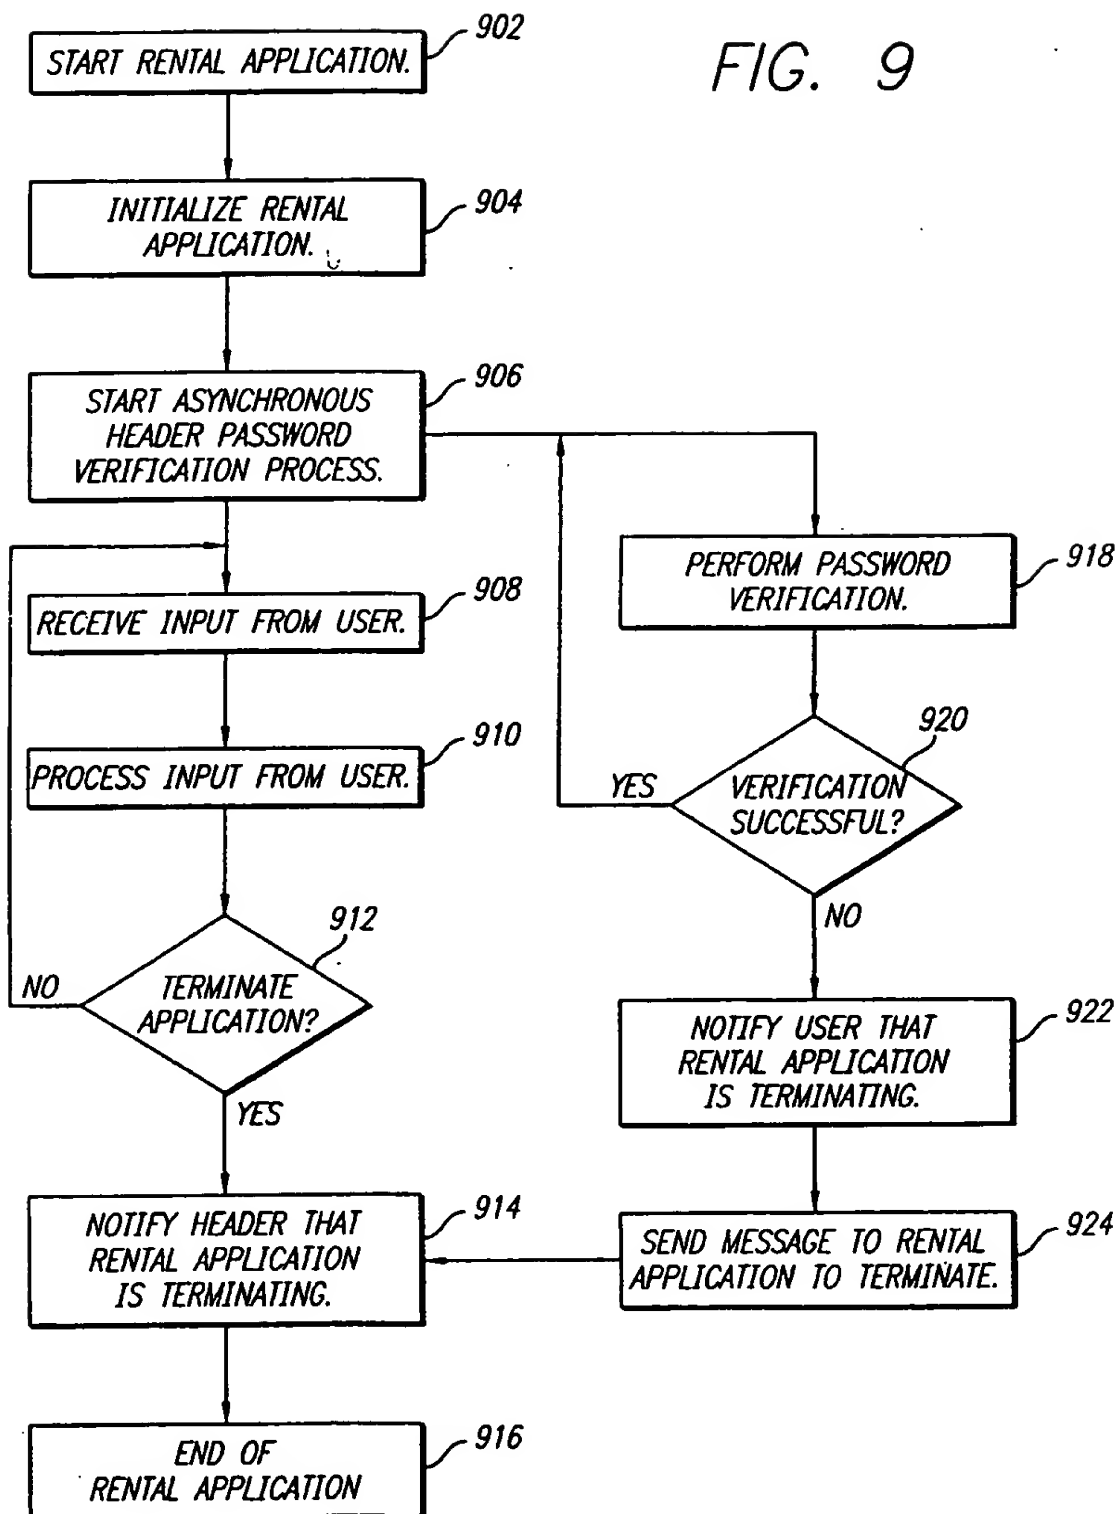 FIG. 9
902
START RENTAL APPLICATION.
904
INITIALIZE RENTAL
APPLICATION.
906
START ASYNCHRONOUS
HEADER PASSWORD
VERIFICATION PROCESS.
908
RECEIVE INPUT FROM USER.
910
PROCESS INPUT FROM USER.
912
TERMINATE
APPLICATION?
NO
YES
914
NOTIFY HEADER THAT
RENTAL APPLICATION
IS TERMINATING.
916
END OF
RENTAL APPLICATION
918
PERFORM PASSWORD
VERIFICATION.
920
VERIFICATION
SUCCESSFUL?
YES
NO
922
NOTIFY USER THAT
RENTAL APPLICATION
IS TERMINATING.
924
SEND MESSAGE TO RENTAL
APPLICATION TO TERMINATE.